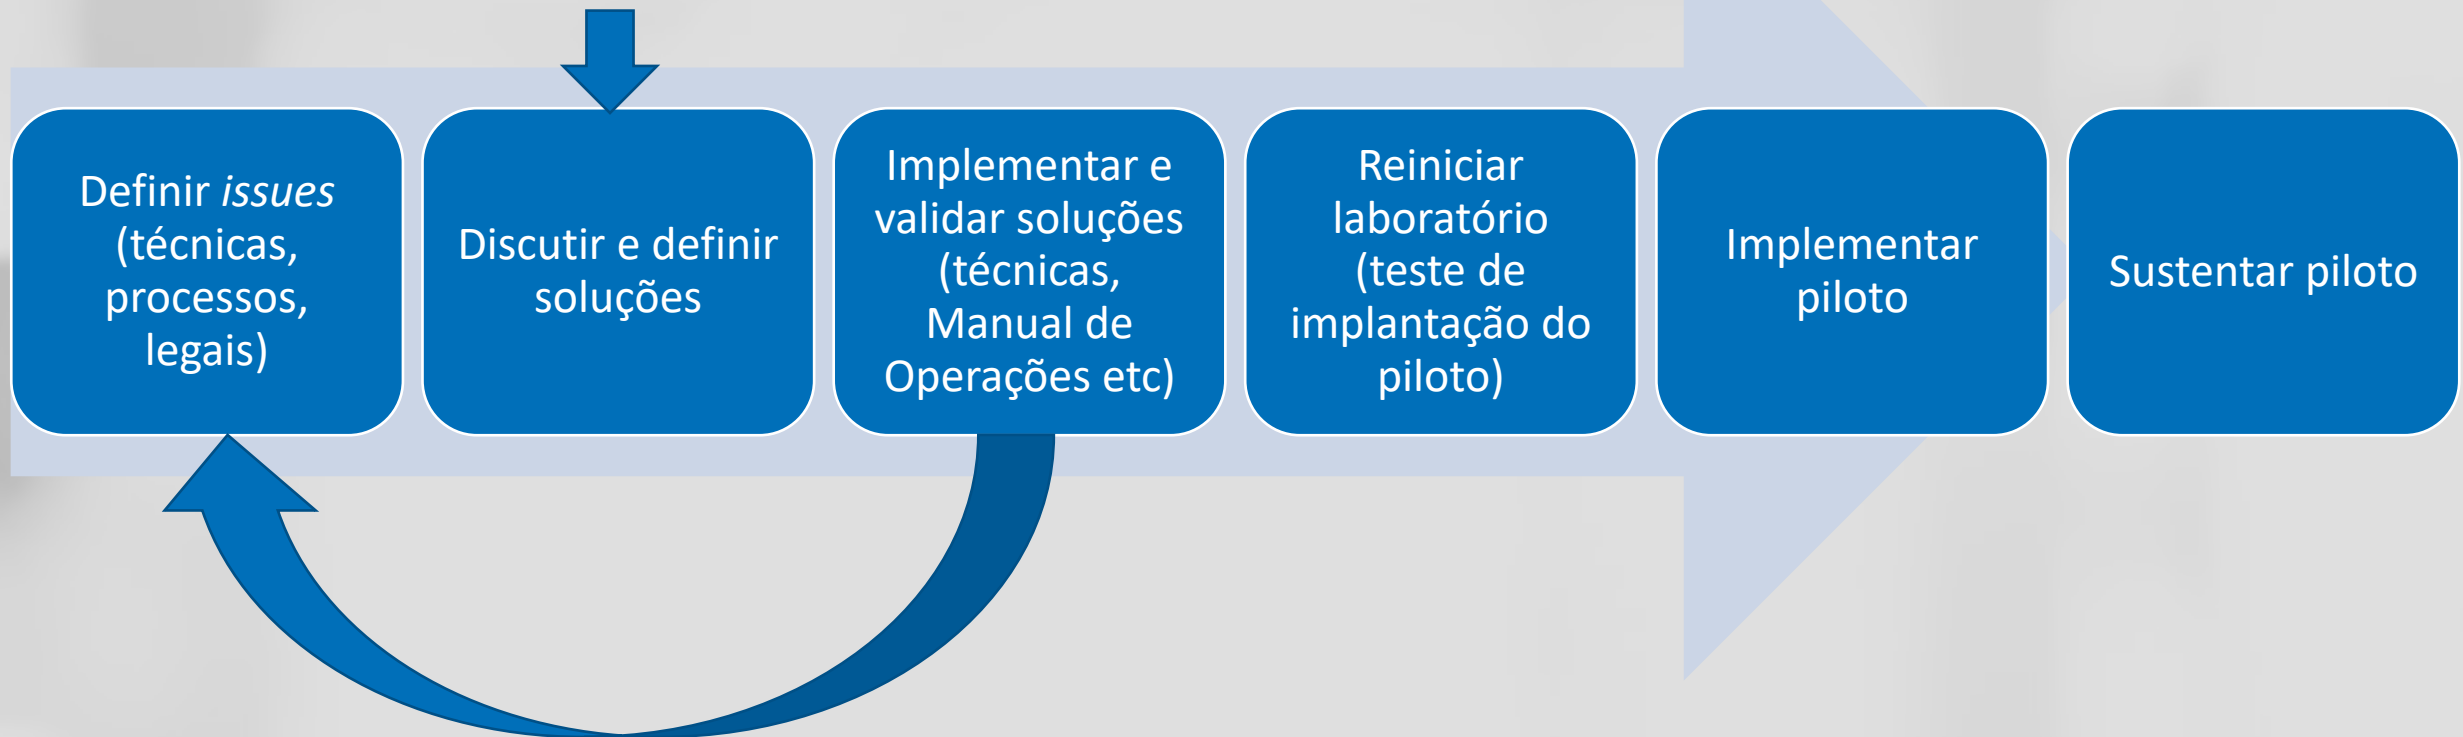 Definir issues
(técnicas,
processos,
legais)
Discutir e definir
soluções
Implementar e
validar soluções
(técnicas,
Manual de
Operações etc)
Reiniciar
laboratório
(teste de
implantação do
piloto)
Implementar
piloto
Sustentar piloto